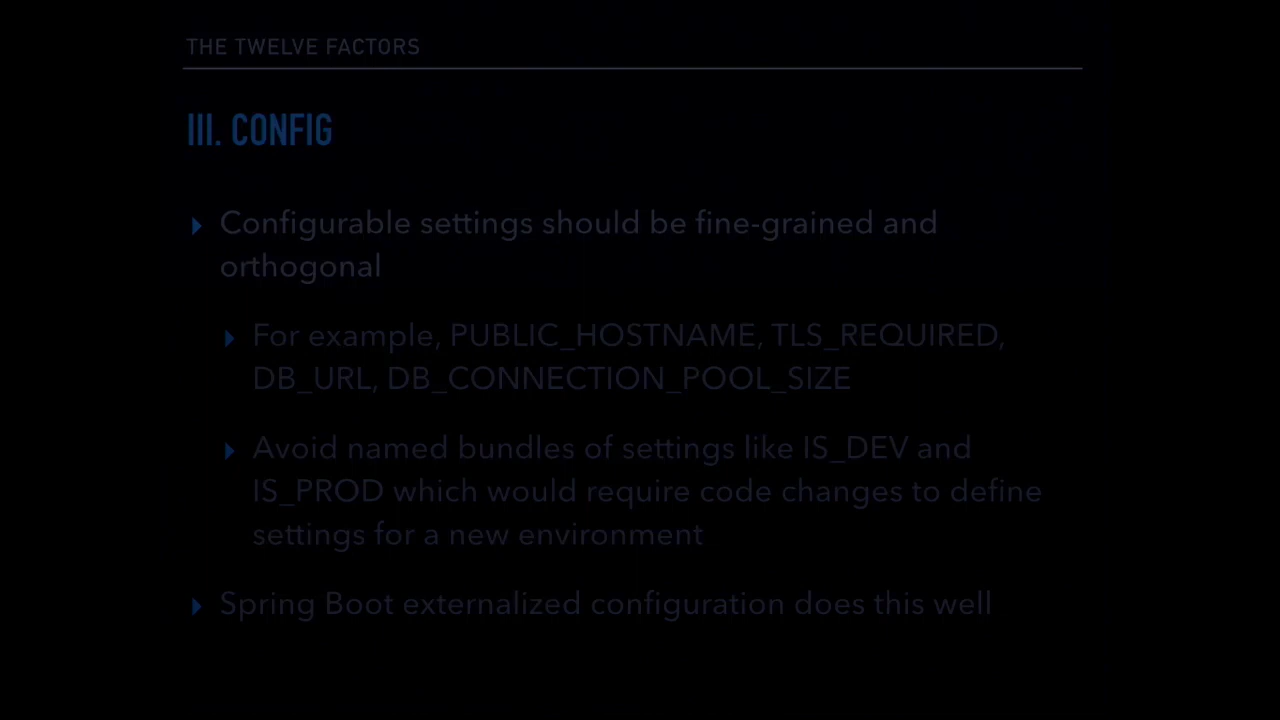 THE TWELVE FACTORS
III. CONFIG
Configurable settings should be fine-grained and
orthogonal
For example, PUBLIC_HOSTNAME, TLS_REQUIRED,
DB_URL, DB_CONNECTION_POOL_SIZE
Avoid named bundles of settings like IS_DEV and
IS_PROD which would require code changes to define
settings for a new environment
Spring Boot externalized configuration does this well